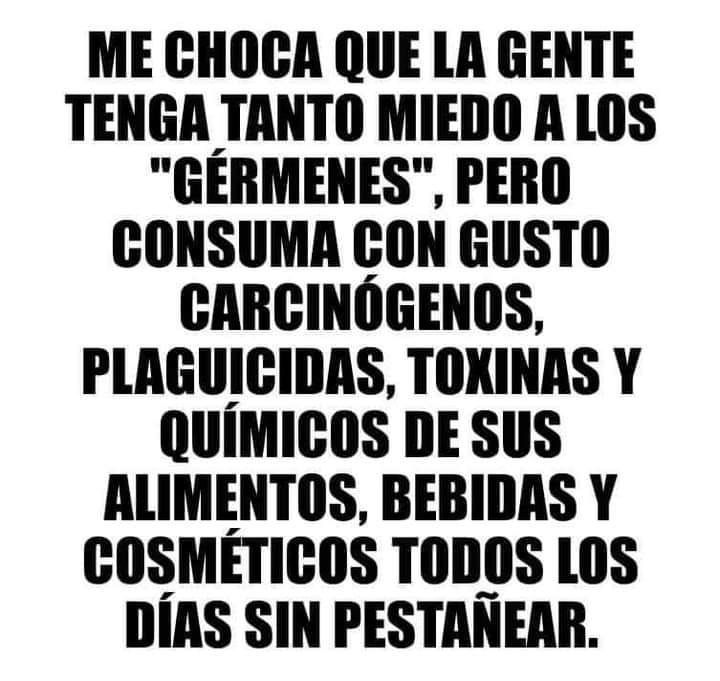 ME CHOCA QUE LA GENTE
TENGA TANTO MIEDO A LOS
"GÉRMENES", PERO
CONSUMA CON GUSTO
CARCINÓGENOS,
PLAGUICIDAS, TOXINAS Y
QUÍMICOS DE SUS
ALIMENTOS, BEBIDAS Y
COSMÉTICOS TODOS LOS
DÍAS SIN PESTAÑEAR.